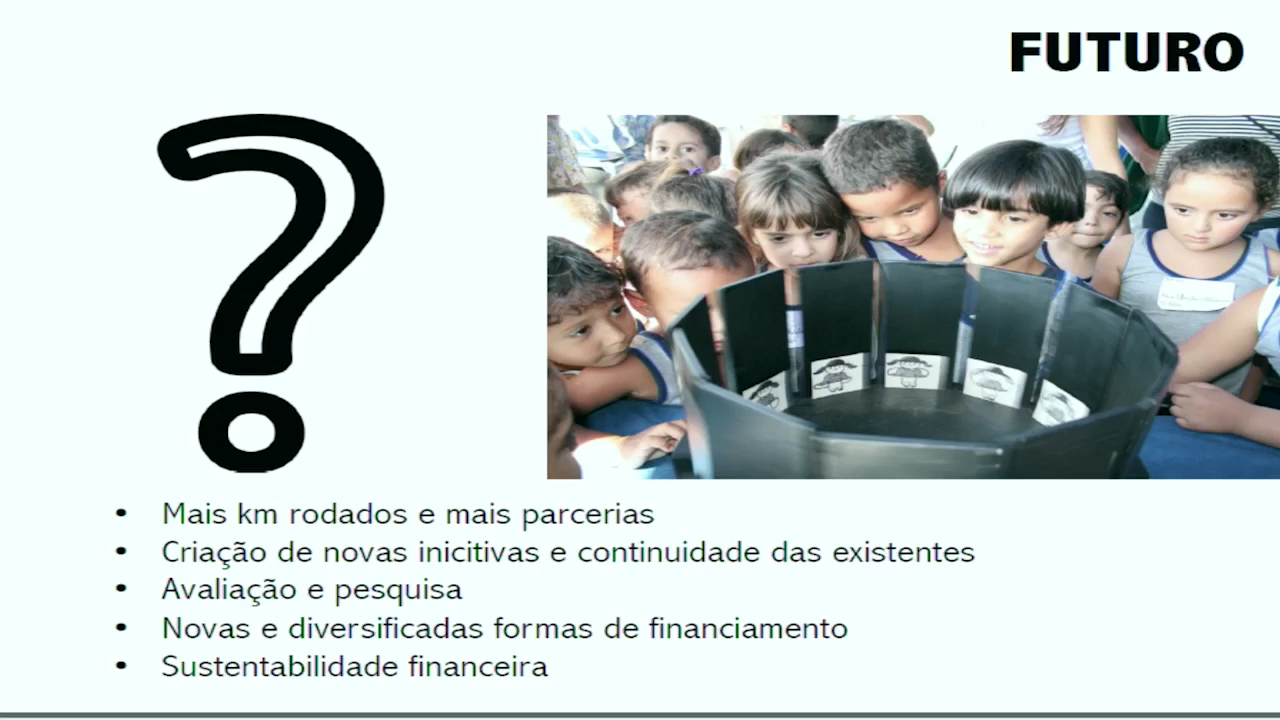 FUTURO
• Mais km rodados e mais parcerias
• Criação de novas inicitivas e continuidade das existentes
• Avaliação e pesquisa
• Novas e diversificadas formas de financiamento
• Sustentabilidade financeira